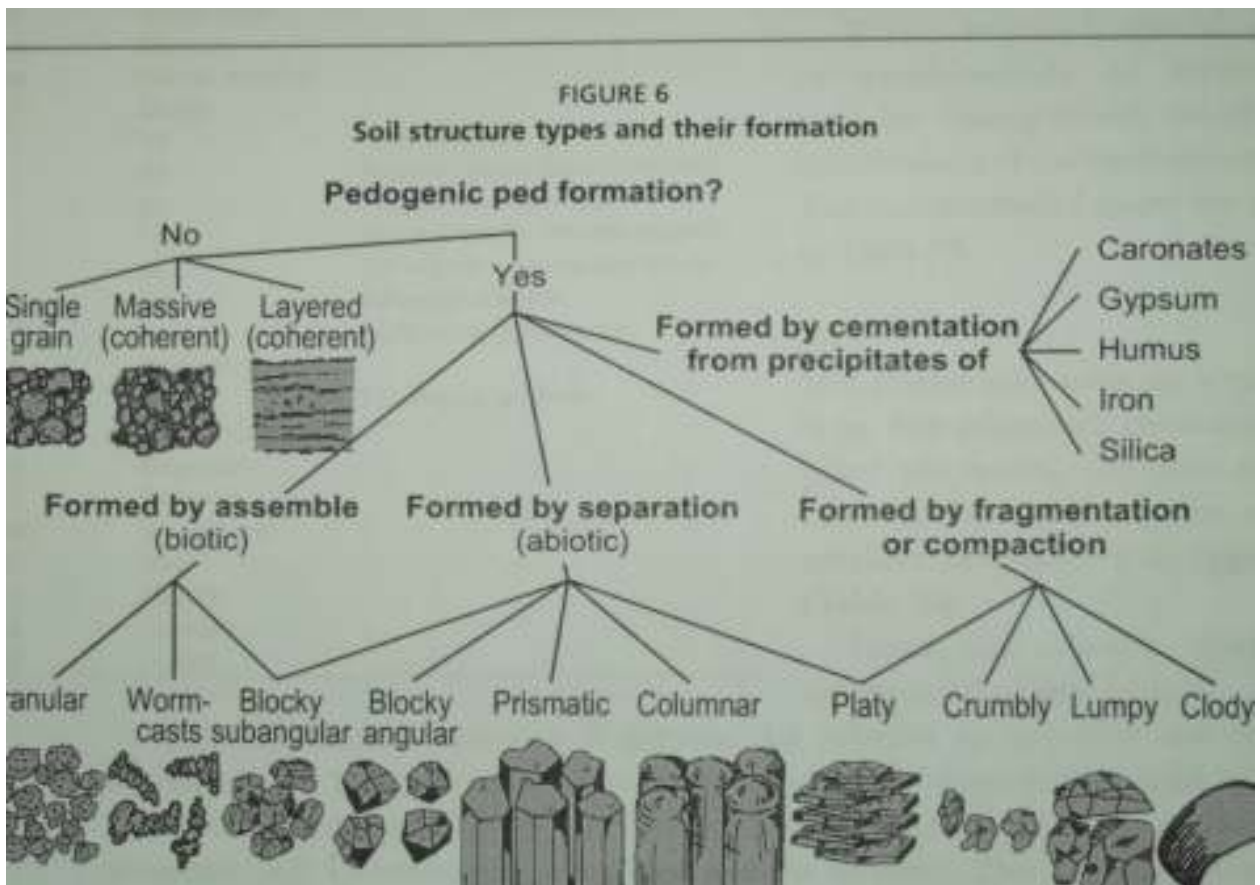 FIGURE 6
Soil structure types and their formation
Pedogenic ped formation?
No
Yes
Single
grain
Massive
(coherent)
Layered
(coherent)
Formed by cementation
from precipitates of
Caronates
Gypsum
Humus
Iron
Silica
Formed by assemble
(biotic)
Formed by separation
(abiotic)
Formed by fragmentation
or compaction
ranular
Worm-
casts
Blocky
subangular
Blocky
angular
Prismatic
Columnar
Platy
Crumbly
Lumpy
Clody